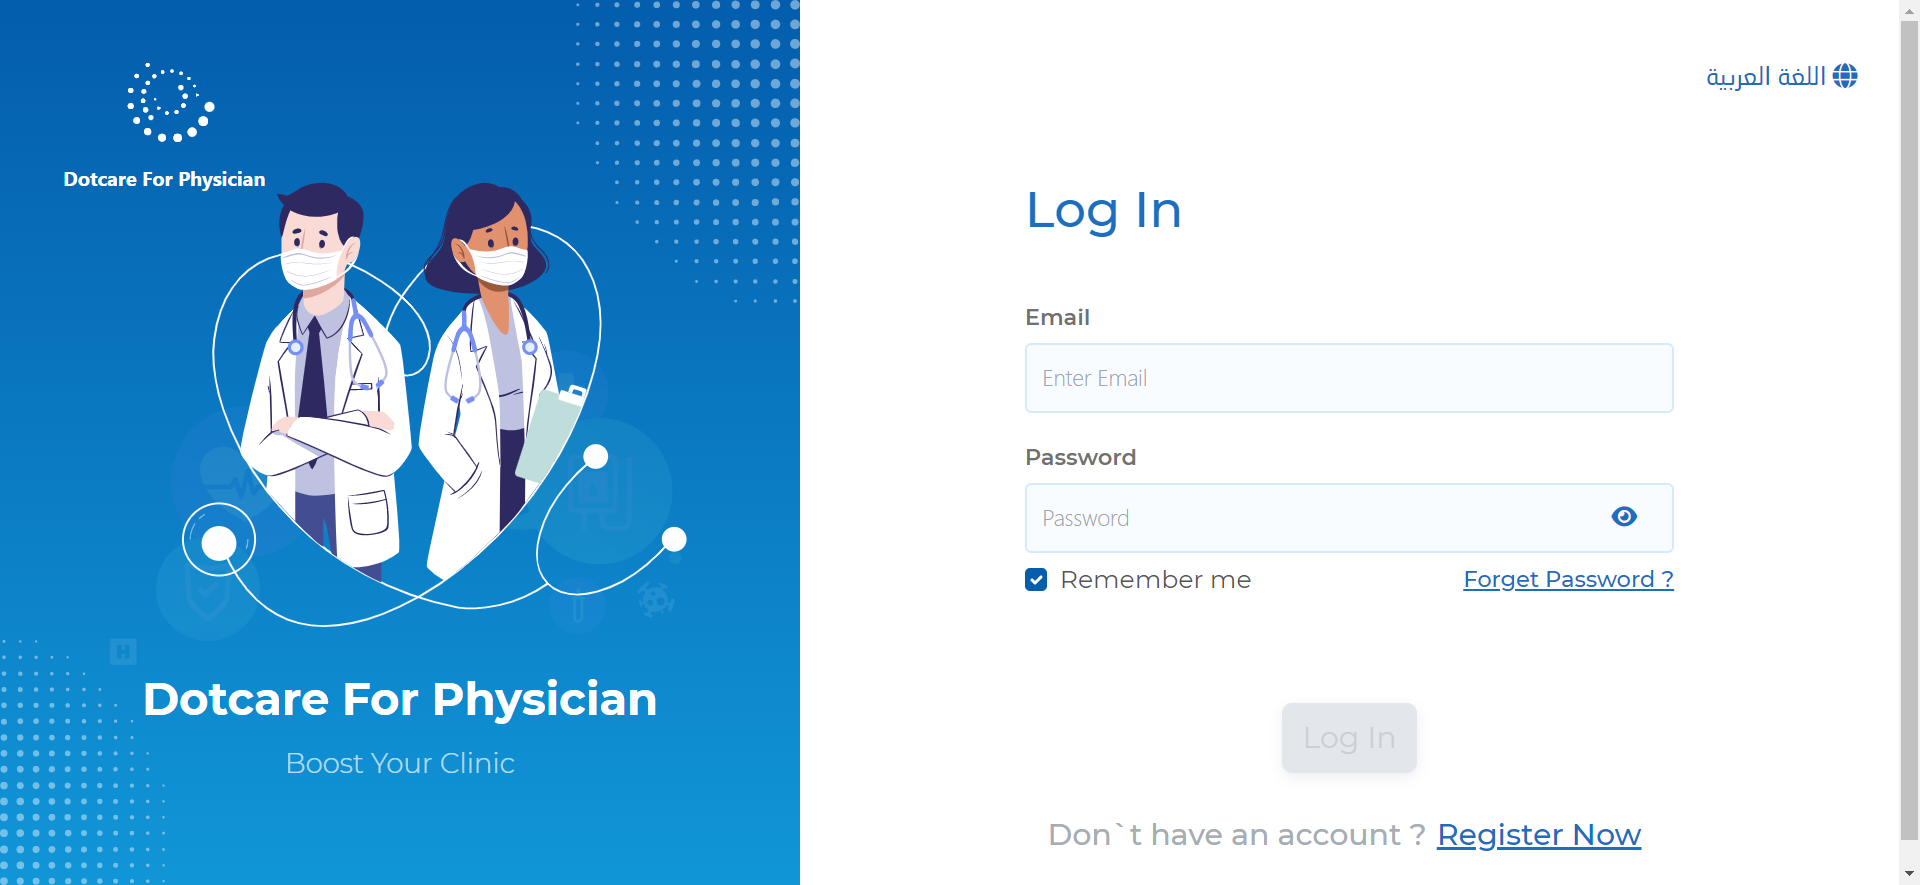 Dotcare For Physician
Dotcare For Physician
Boost Your Clinic
اللغة العربية
Log In
Email
Enter Email
Password
Password
Remember me
Forget Password ?
Log In
Don`t have an account ? Register Now